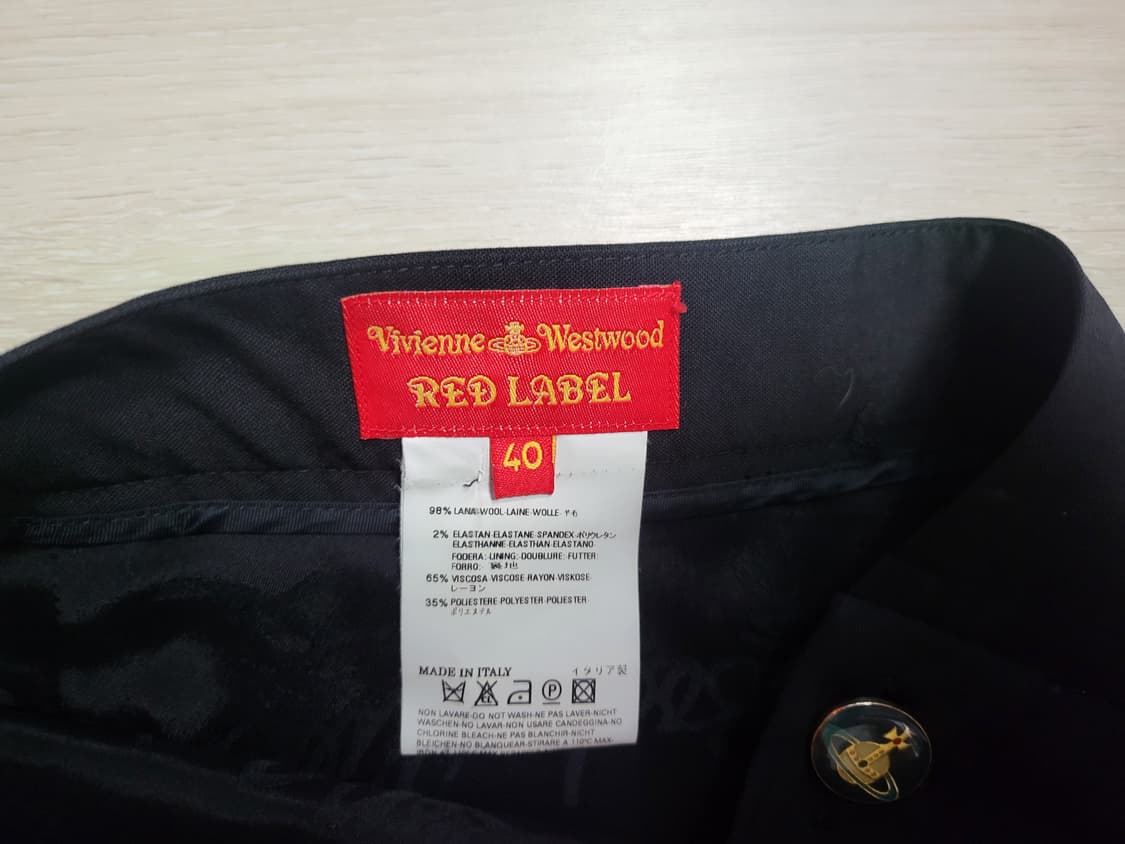 Vivienne Westwood
RED LABEL
40
98% LANA·WOOL·LAINE·WOLLE· ウール
2% ELASTAN·ELASTANE·SPANDEX·ポリウレタン
ELASTHANNE·ELASTHAN·ELASTANO
FODERA:·LINING:·DOUBLURE:·FUTTER:
FORRO:
65% VISCOSA·VISCOSE·RAYON·VISKOSE·
レーヨン
35% POLIESTERE·POLYESTER·POLIESTER·
ポリエステル
MADE IN ITALY イタリア製
CL
P
NON LAVARE-DO NOT WASH-NE PAS LAVER-NICHT
WASCHEN-NO LAVAR-NON USARE CANDEGGINA-NO
CHLORINE BLEACH-NE PAS BLANCHIR-NICHT
BLEICHEN-NO BLANQUEAR-STIRARE A 110°C MAX-